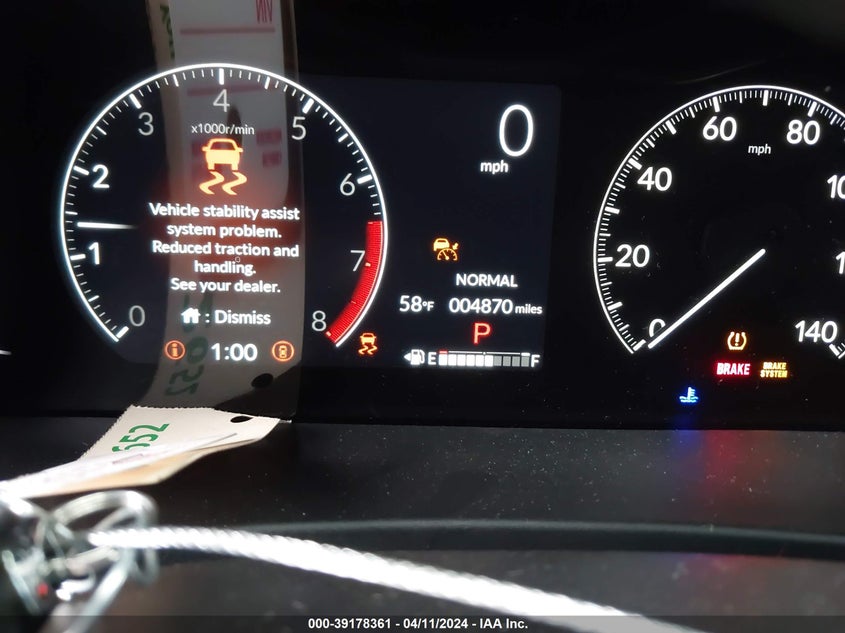 VIN
4
3
5
x1000r/min
2
6
Vehicle stability assist
system problem.
Reduced traction and
handling.
See your dealer.
1
7
: Dismiss
0
8
1:00
0
mph
NORMAL
58°F 004870 miles
P
E F
60
80
mph
40
20
0
140
BRAKE
BRAKE
SYSTEM
652
000-39178361 - 04/11/2024 - IAA Inc.